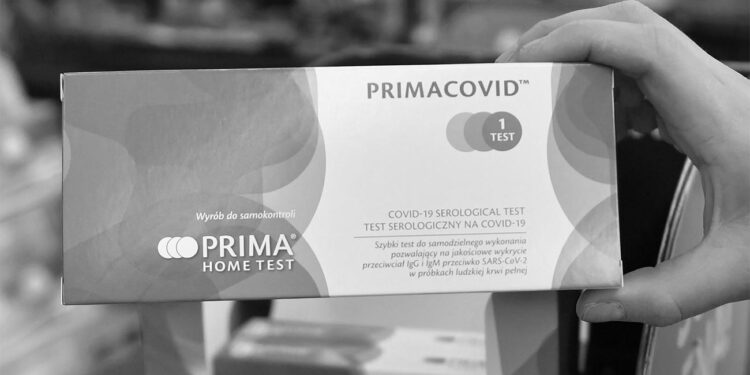 PRIMACOVID™
1
TEST
Wyrób do samokontroli
PRIMA®
HOME TEST
COVID-19 SEROLOGICAL TEST
TEST SEROLOGICZNY NA COVID-19
Szybki test do samodzielnego wykonania
pozwalający na jakościowe wykrycie
przeciwciał IgG i IgM przeciwko SARS-CoV-2
w próbkach ludzkiej krwi pełnej